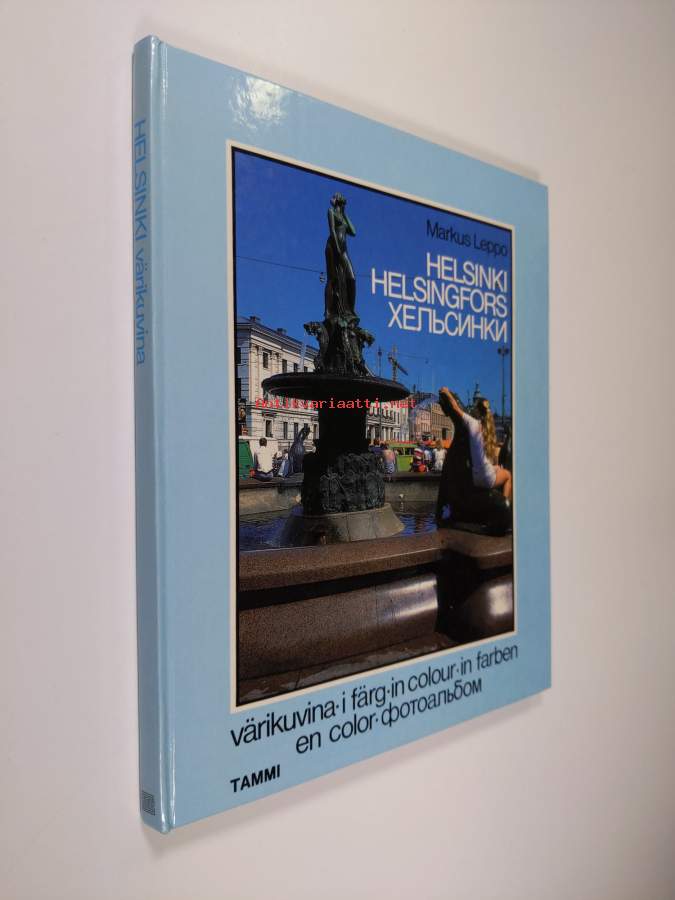 HELSINKI värikuvina
Markus Leppo
HELSINKI
HELSINGFORS
ХЕЛЬСИНКИ
antikvariaatti.net
värikuvina·i färg·in colour·in farben
en color·фотоальбом
TAMMI